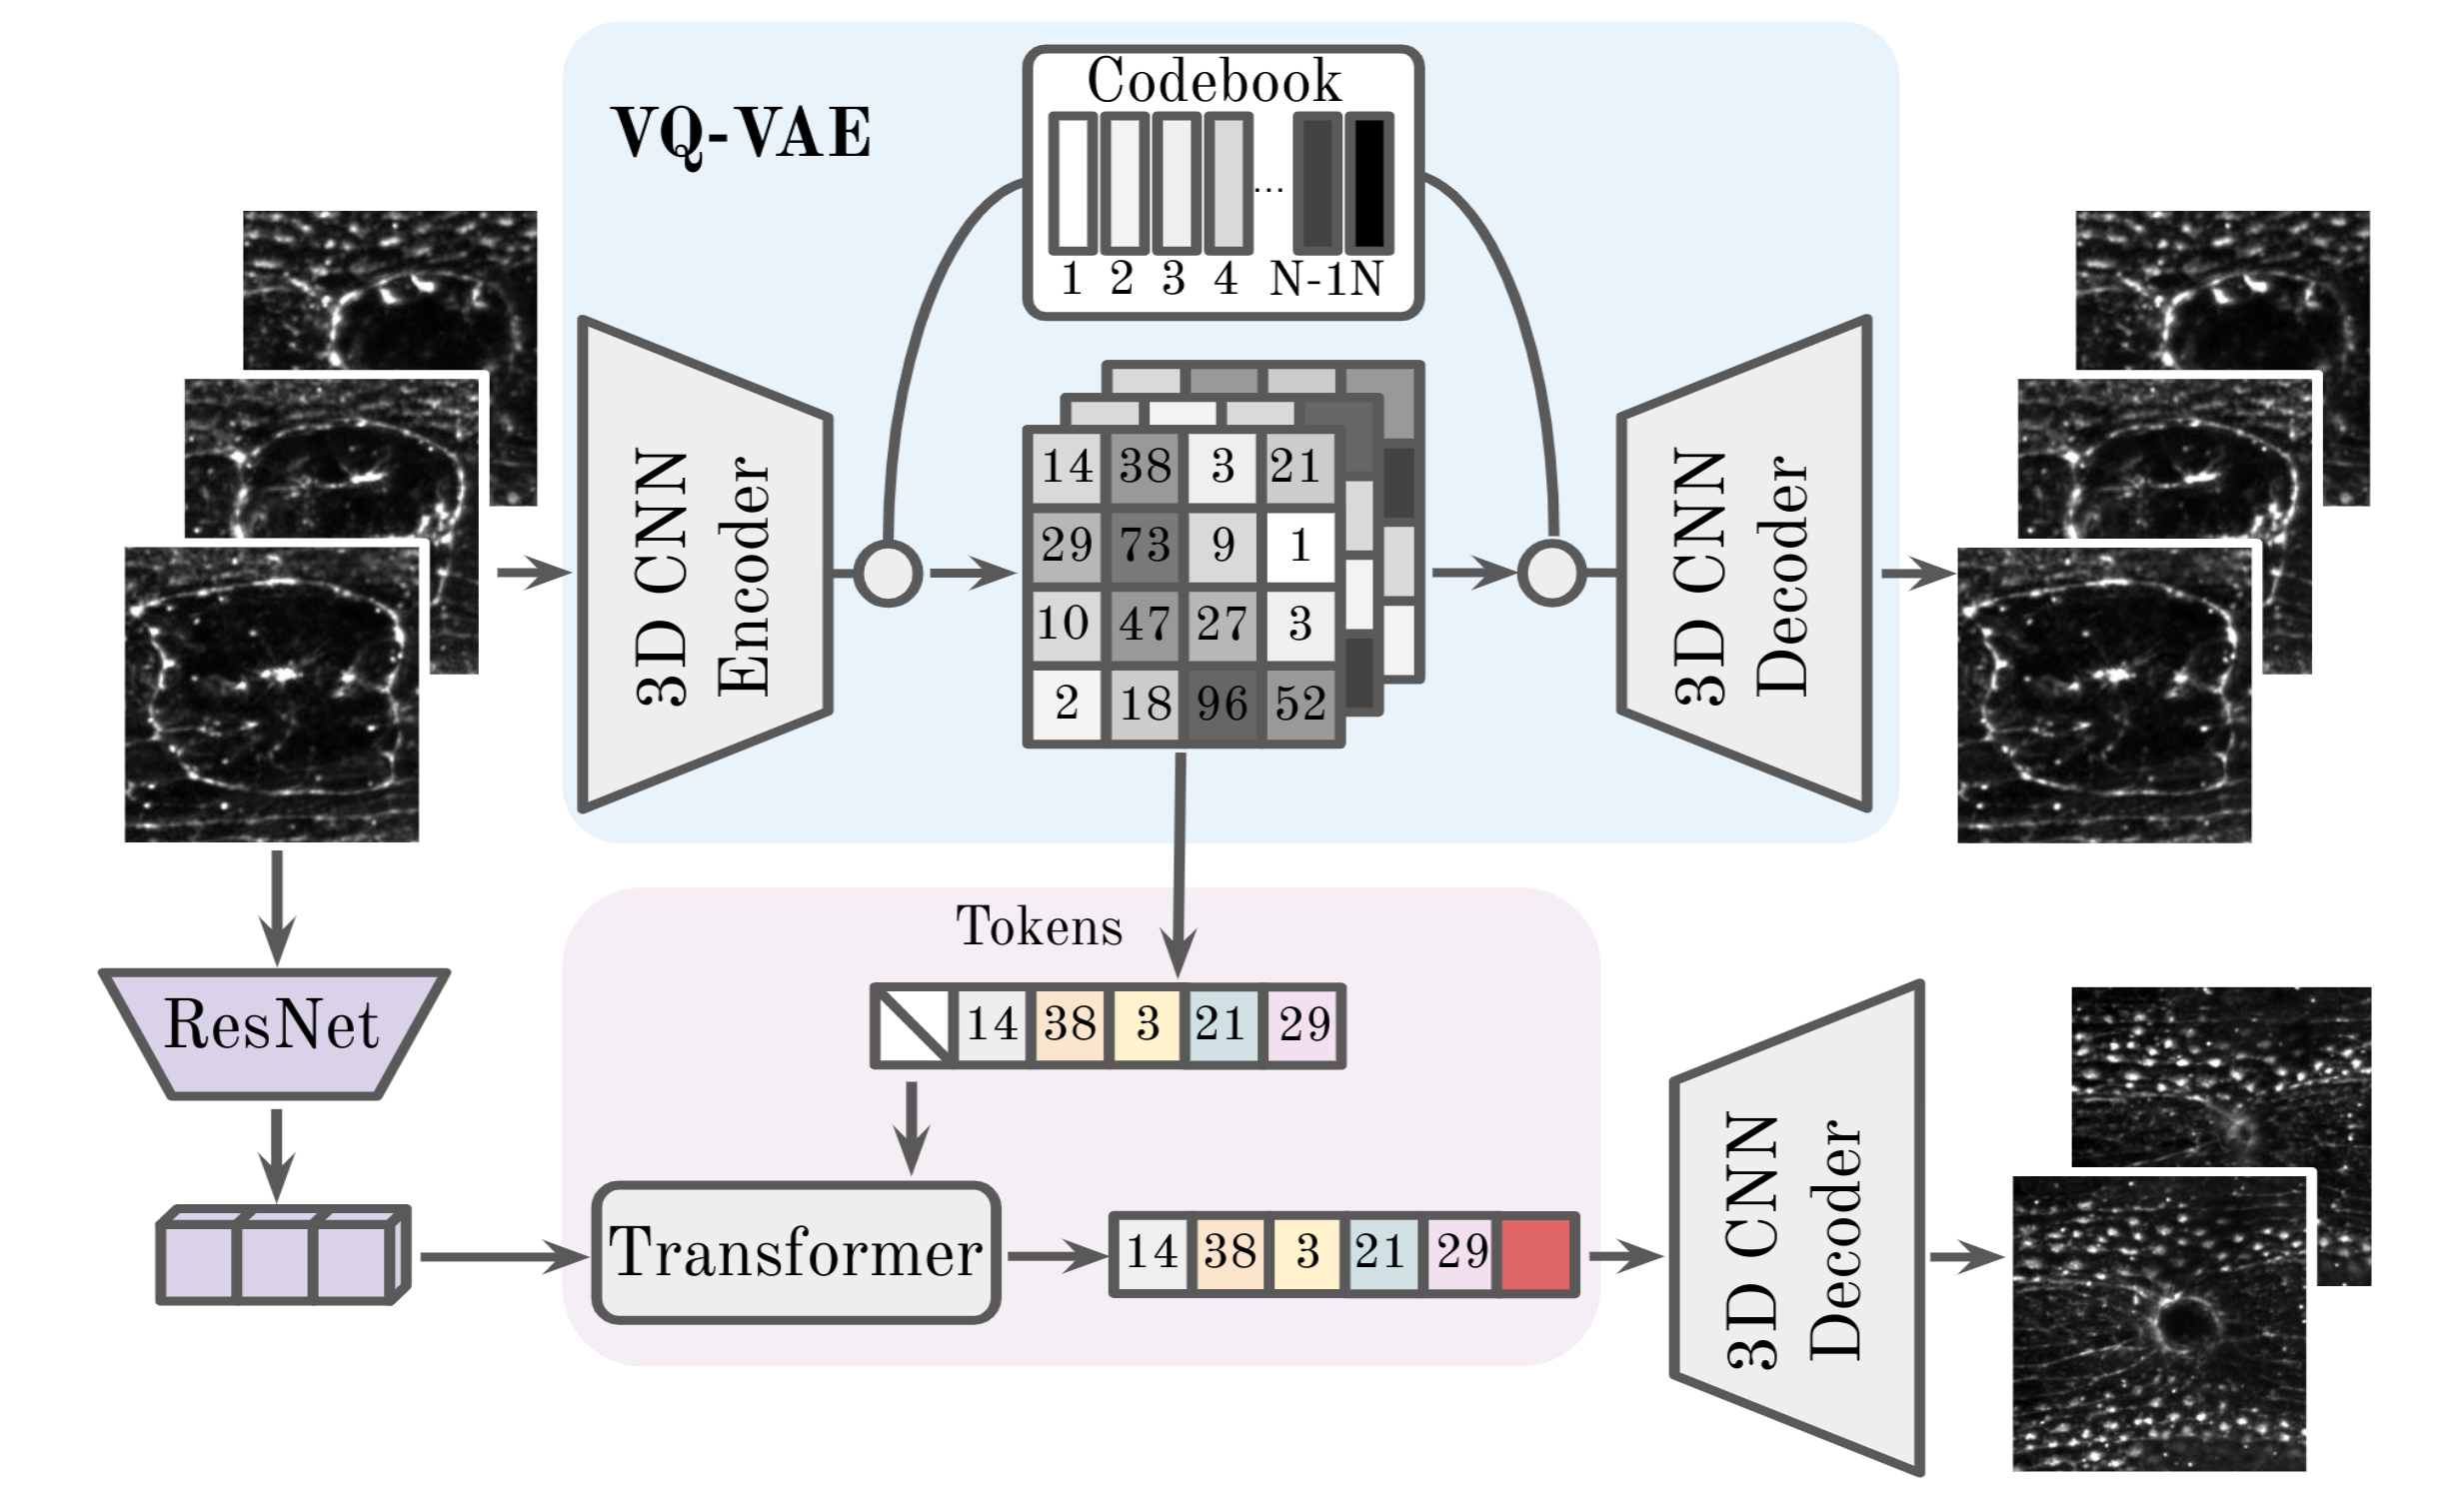 VQ-VAE
Codebook
...
1 2 3 4 N-1 N
3D CNN
Encoder
14 38 3 21
29 73 9 1
10 47 27 3
2 18 96 52
3D CNN
Decoder
Tokens
14 38 3 21 29
ResNet
Transformer
14 38 3 21 29
3D CNN
Decoder